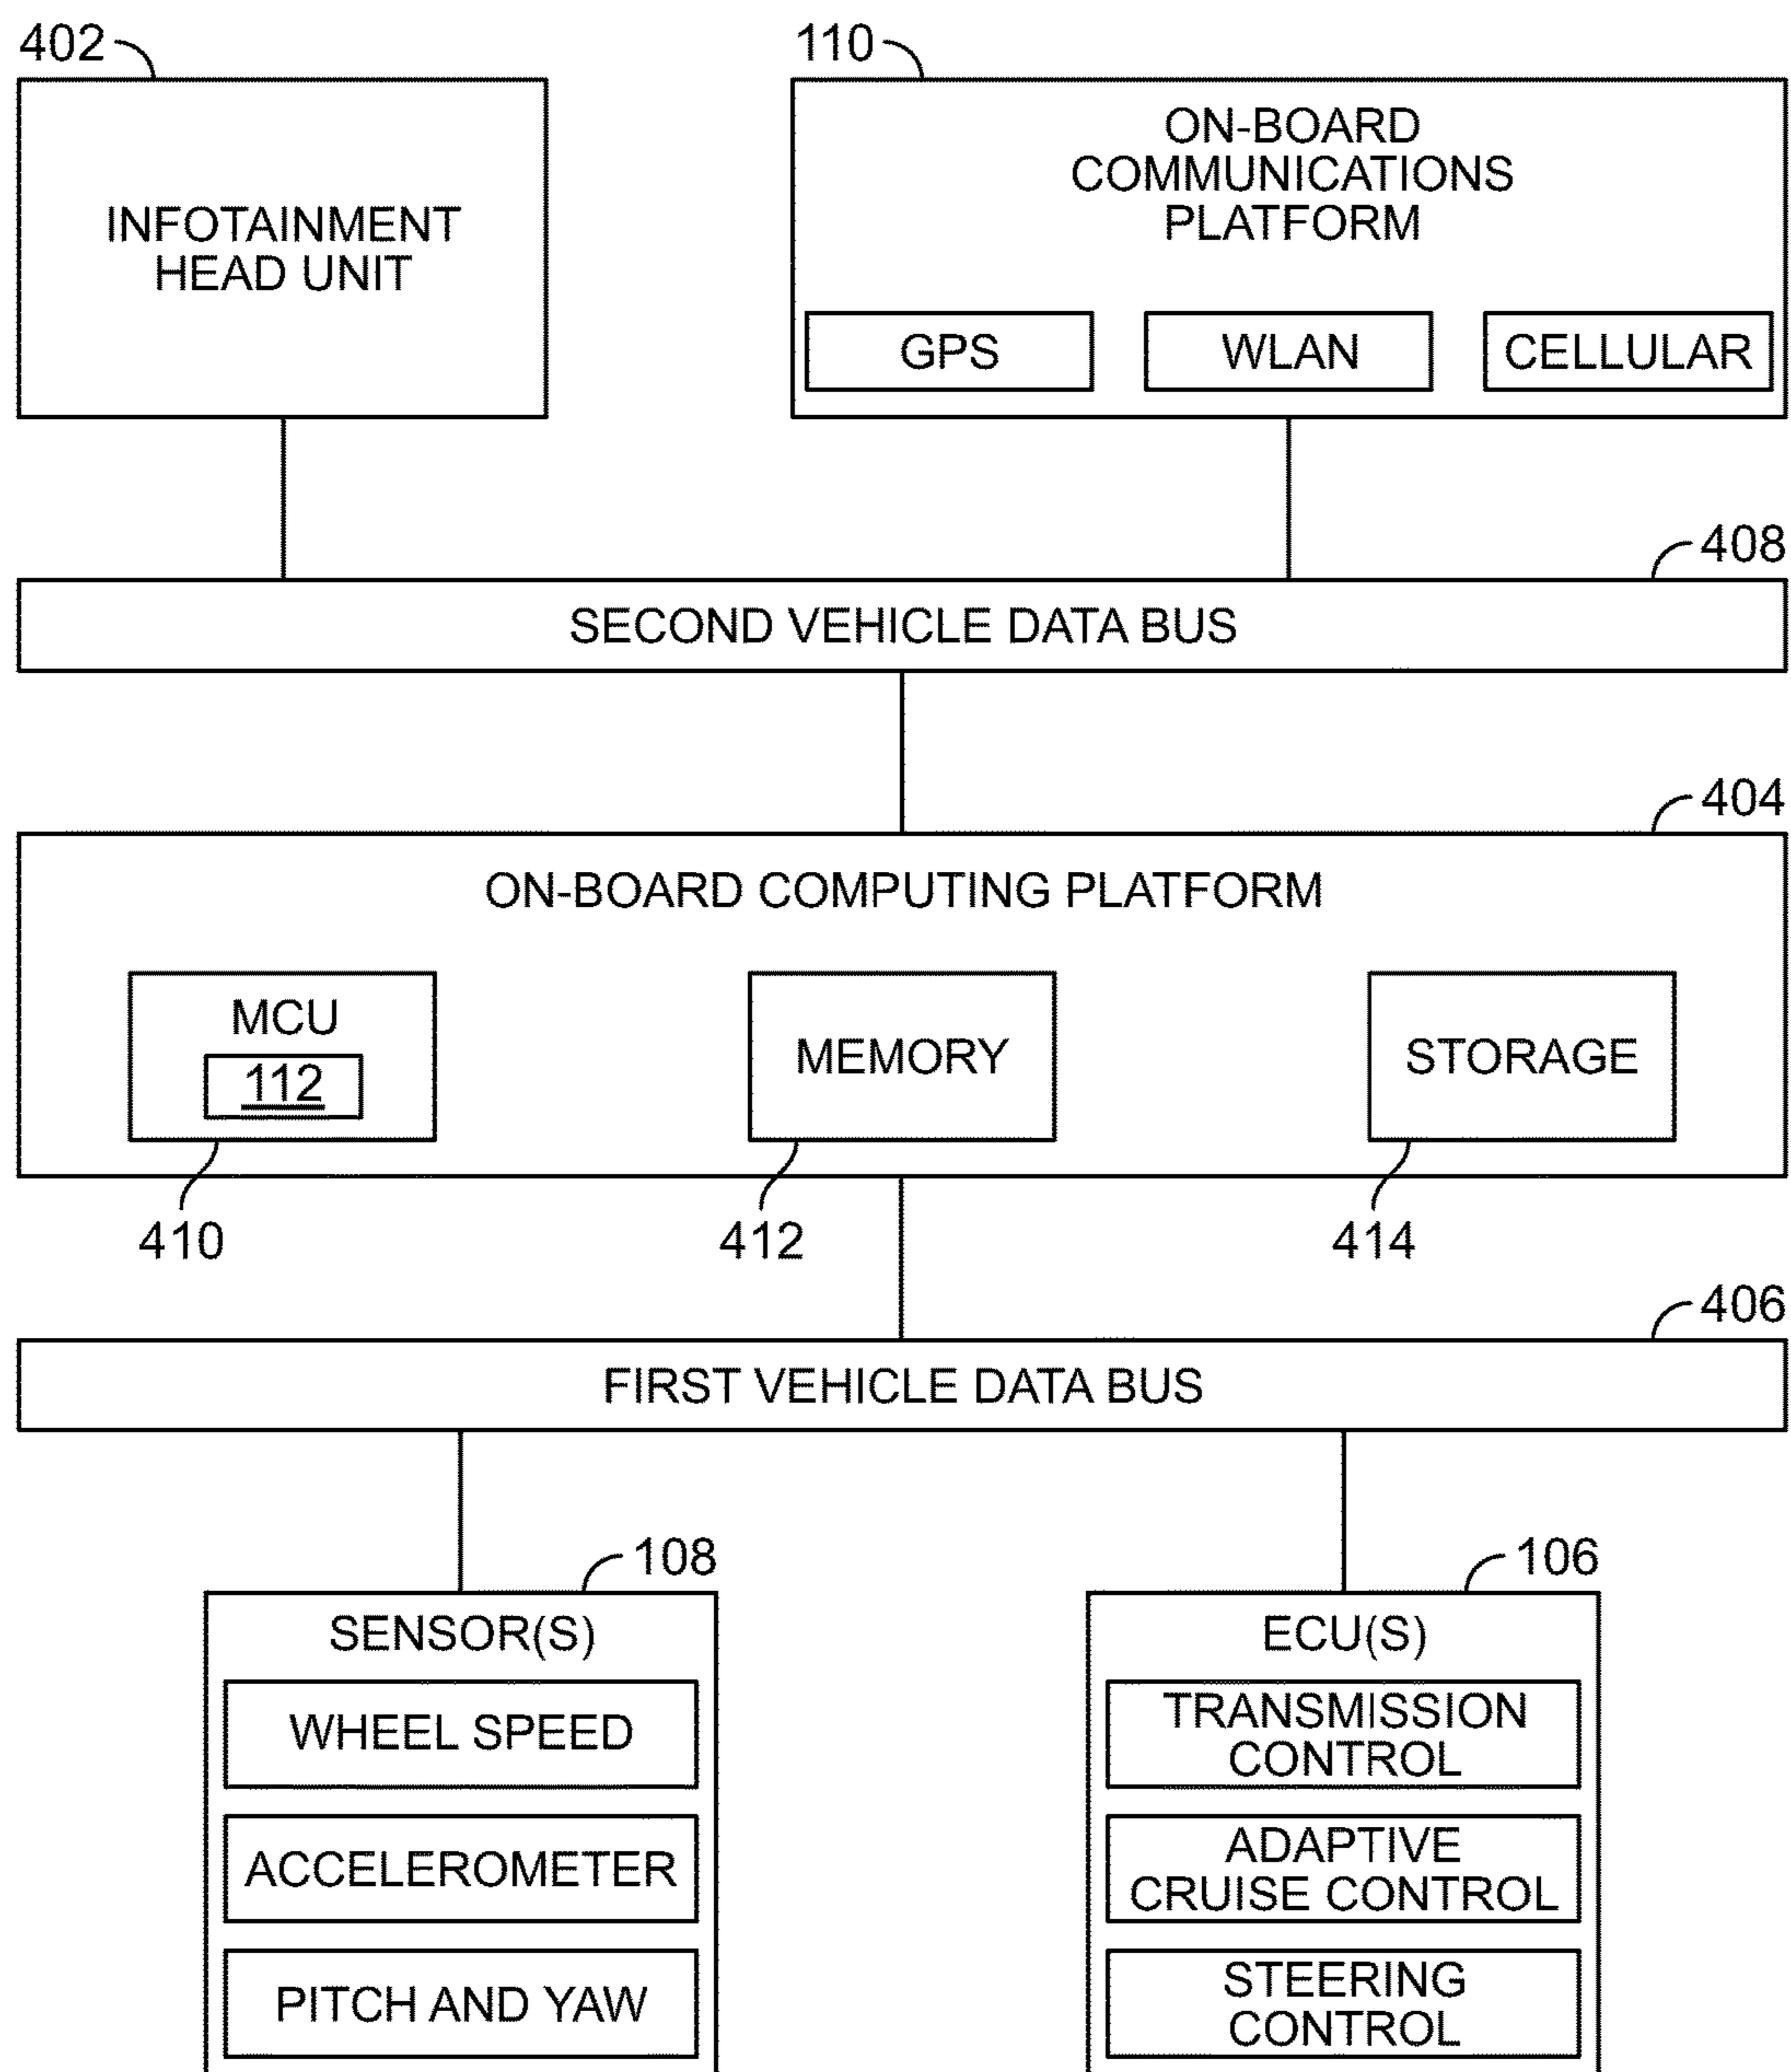 402
110
INFOTAINMENT
HEAD UNIT
ON-BOARD
COMMUNICATIONS
PLATFORM
GPS
WLAN
CELLULAR
408
SECOND VEHICLE DATA BUS
404
ON-BOARD COMPUTING PLATFORM
MCU
112
MEMORY
STORAGE
410
412
414
406
FIRST VEHICLE DATA BUS
108
SENSOR(S)
WHEEL SPEED
ACCELEROMETER
PITCH AND YAW
106
ECU(S)
TRANSMISSION
CONTROL
ADAPTIVE
CRUISE CONTROL
STEERING
CONTROL